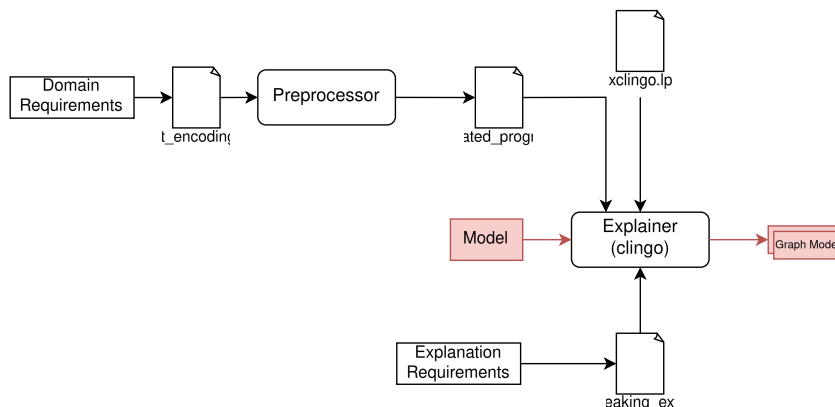 xclingo.lp
Domain
Requirements
Preprocessor
t_encoding
ated_progr
Model
Explainer
(clingo)
Graph Mode
Explanation
Requirements
eaking_ex